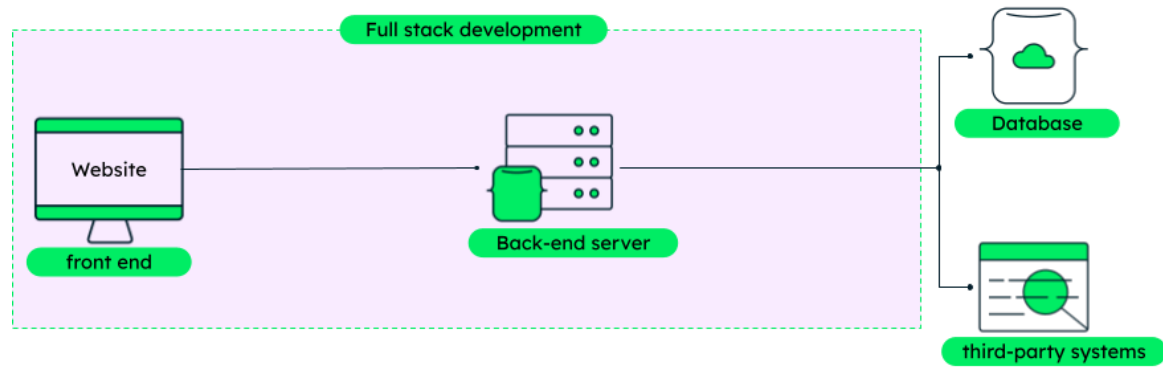 Full stack development
Website
front end
Back-end server
Database
third-party systems